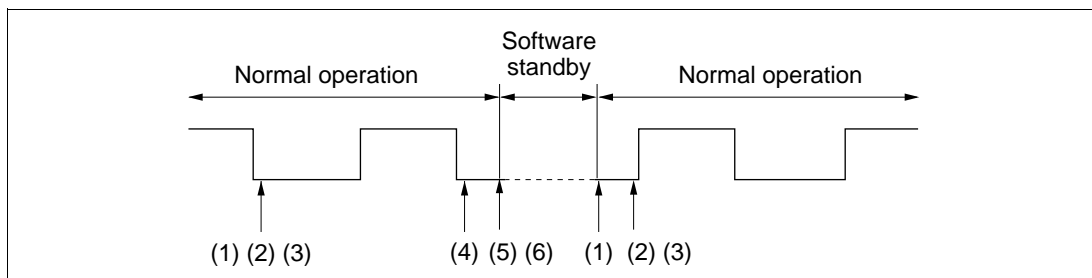 Software
standby
Normal operation
Normal operation
(1) (2) (3)
(4)
(5) (6)
(1)
(2) (3)